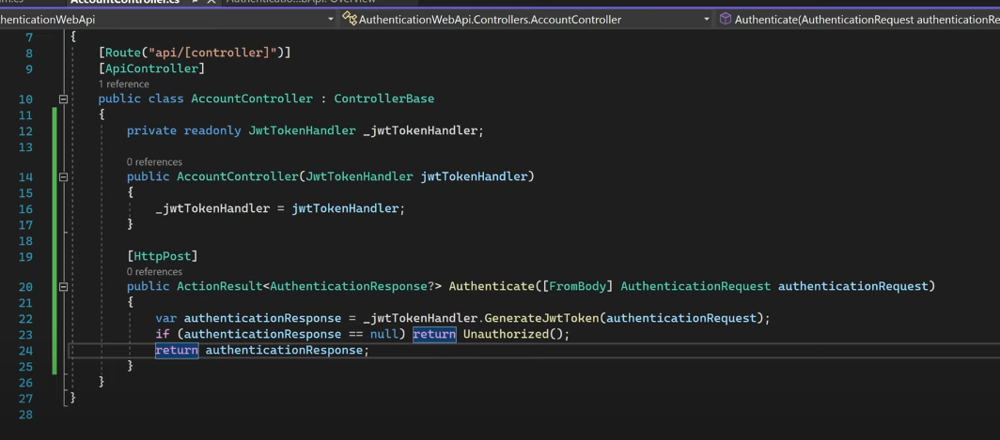 AccountController.cs
AuthenticationWebApi
AuthenticationWebApi.Controllers.AccountController
Authenticate(AuthenticationRequest authenticationRe
7 {
8 [Route("api/[controller]")]
9 [ApiController]
1 reference
10 public class AccountController : ControllerBase
11 {
12 private readonly JwtTokenHandler _jwtTokenHandler;
13
0 references
14 public AccountController(JwtTokenHandler jwtTokenHandler)
15 {
16 _jwtTokenHandler = jwtTokenHandler;
17 }
18
19 [HttpPost]
0 references
20 public ActionResult<AuthenticationResponse?> Authenticate([FromBody] AuthenticationRequest authenticationRequest)
21 {
22 var authenticationResponse = _jwtTokenHandler.GenerateJwtToken(authenticationRequest);
23 if (authenticationResponse == null) return Unauthorized();
24 return authenticationResponse;
25 }
26 }
27 }
28